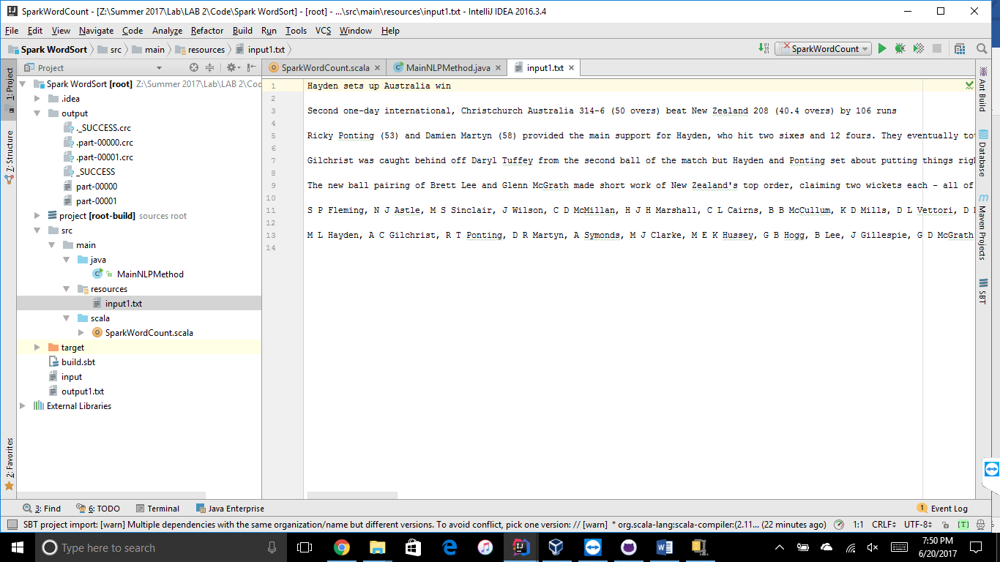 SparkWordCount - [Z:\Summer 2017\Lab\LAB 2\Code\Spark WordSort] - [root] - ...\src\main\resources\input1.txt - IntelliJ IDEA 2016.3.4
File Edit View Navigate Code Analyze Refactor Build Run Tools VCS Window Help
Spark WordSort src main resources input1.txt SparkWordCount
Project SparkWordCount.scala MainNLPMethod.java input1.txt
1: Project
7: Structure
2: Favorites
Spark WordSort [root] Z:\Summer 2017\Lab\LAB 2\Cod
.idea
output
._SUCCESS.crc
.part-00000.crc
.part-00001.crc
_SUCCESS
part-00000
part-00001
project [root-build] sources root
src
main
java
MainNLPMethod
resources
input1.txt
scala
SparkWordCount.scala
target
build.sbt
input
output1.txt
External Libraries
1 Hayden sets up Australia win
2
3 Second one-day international, Christchurch Australia 314-6 (50 overs) beat New Zealand 208 (40.4 overs) by 106 runs
4
5 Ricky Ponting (53) and Damien Martyn (58) provided the main support for Hayden, who hit two sixes and 12 fours. They eventually to
6
7 Gilchrist was caught behind off Daryl Tuffey from the second ball of the match but Hayden and Ponting set about putting things rig
8
9 The new ball pairing of Brett Lee and Glenn McGrath made short work of New Zealand's top order, claiming two wickets each - all of
10
11 S P Fleming, N J Astle, M S Sinclair, J Wilson, C D McMillan, H J H Marshall, C L Cairns, B B McCullum, K D Mills, D L Vettori, D
12
13 M L Hayden, A C Gilchrist, R T Ponting, D R Martyn, A Symonds, M J Clarke, M E K Hussey, G B Hogg, B Lee, J Gillespie, G D McGrath
14
Ant Build
Database
Maven Projects
SBT
3: Find 6: TODO Terminal Java Enterprise 1 Event Log
SBT project import: [warn] Multiple dependencies with the same organization/name but different versions. To avoid conflict, pick one version: // [warn] * org.scala-lang:scala-compiler:(2.11... (22 minutes ago) 1:1 CRLF UTF-8 [T]
Type here to search
7:50 PM
6/20/2017